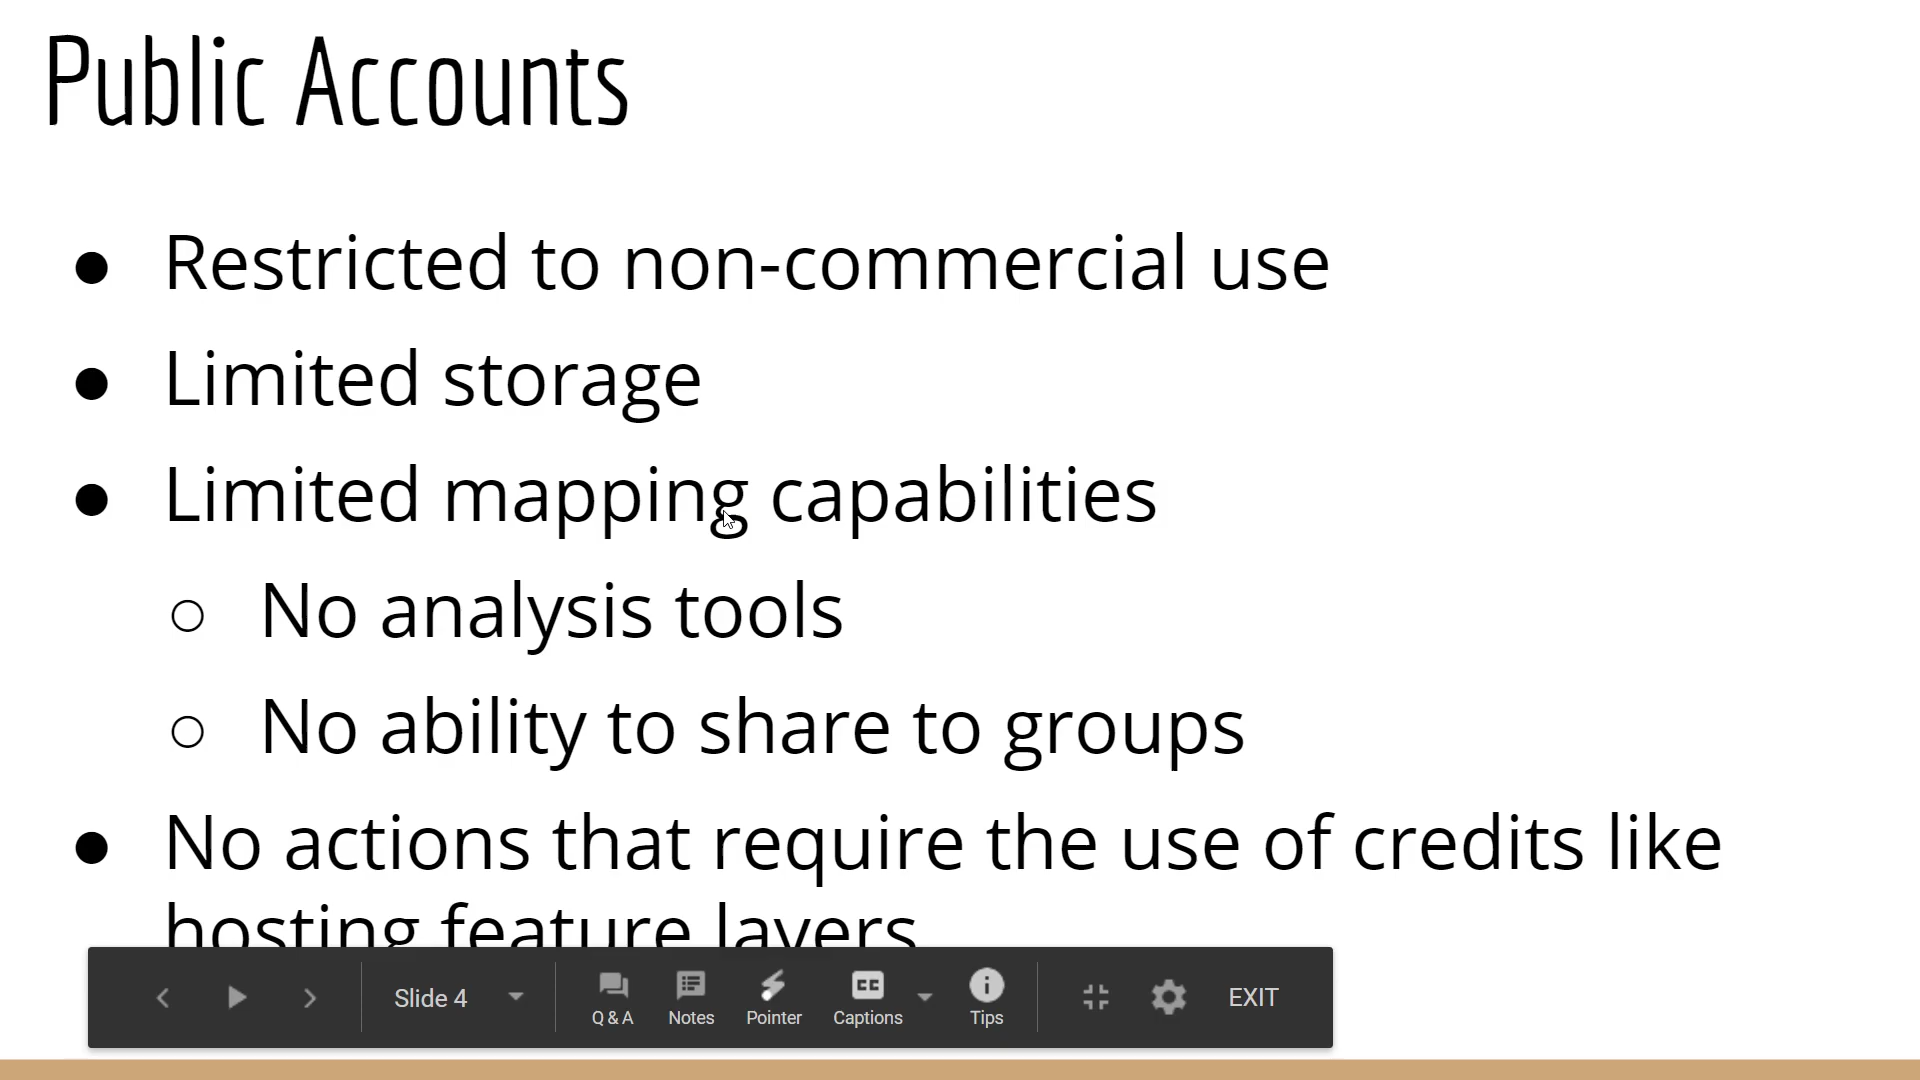 Public Accounts
● Restricted to non-commercial use
● Limited storage
● Limited mapping capabilities
○ No analysis tools
○ No ability to share to groups
● No actions that require the use of credits like
hosting feature layers
Slide 4
Q & A
Notes
Pointer
CC
Captions
Tips
EXIT